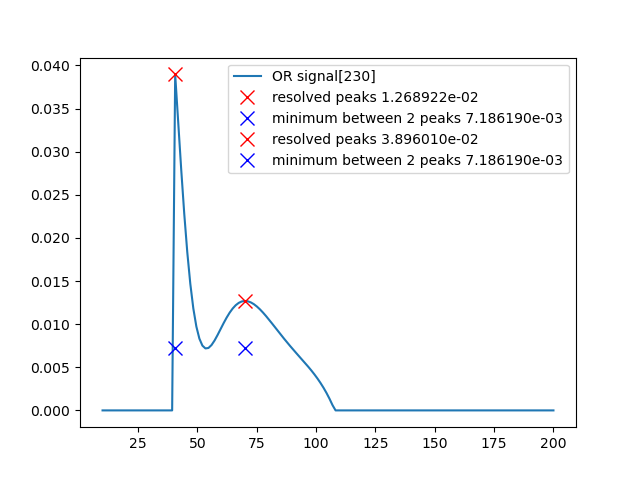 0.040
0.035
0.030
0.025
0.020
0.015
0.010
0.005
0.000
OR signal[230]
resolved peaks 1.268922e-02
minimum between 2 peaks 7.186190e-03
resolved peaks 3.896010e-02
minimum between 2 peaks 7.186190e-03
25 50 75 100 125 150 175 200